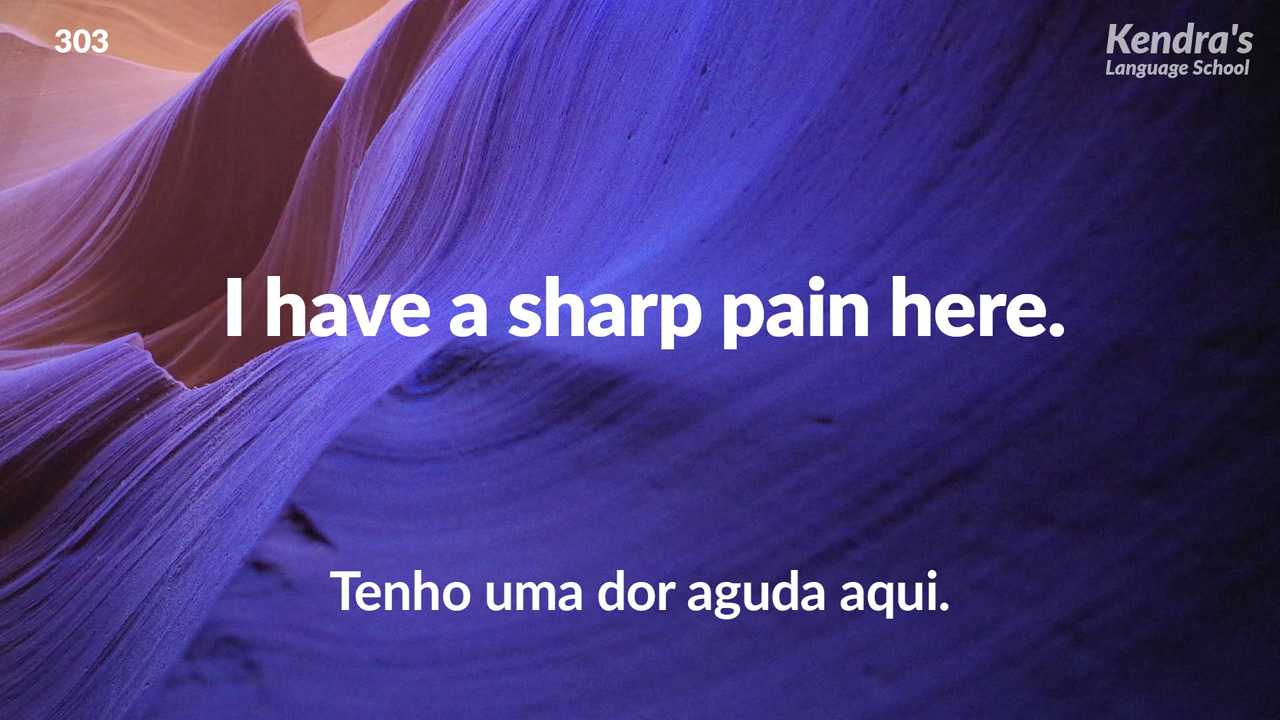 303
Kendra's
Language School
I have a sharp pain here.
Tenho uma dor aguda aqui.